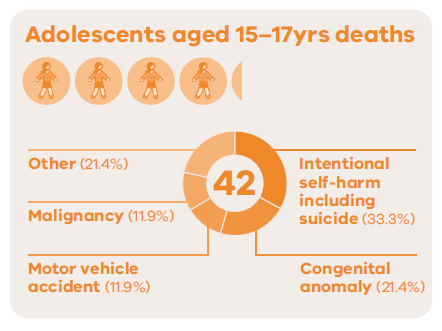 Adolescents aged 15–17yrs deaths
Other (21.4%)
Malignancy (11.9%)
Motor vehicle
accident (11.9%)
42
Intentional
self-harm
including
suicide (33.3%)
Congenital
anomaly (21.4%)